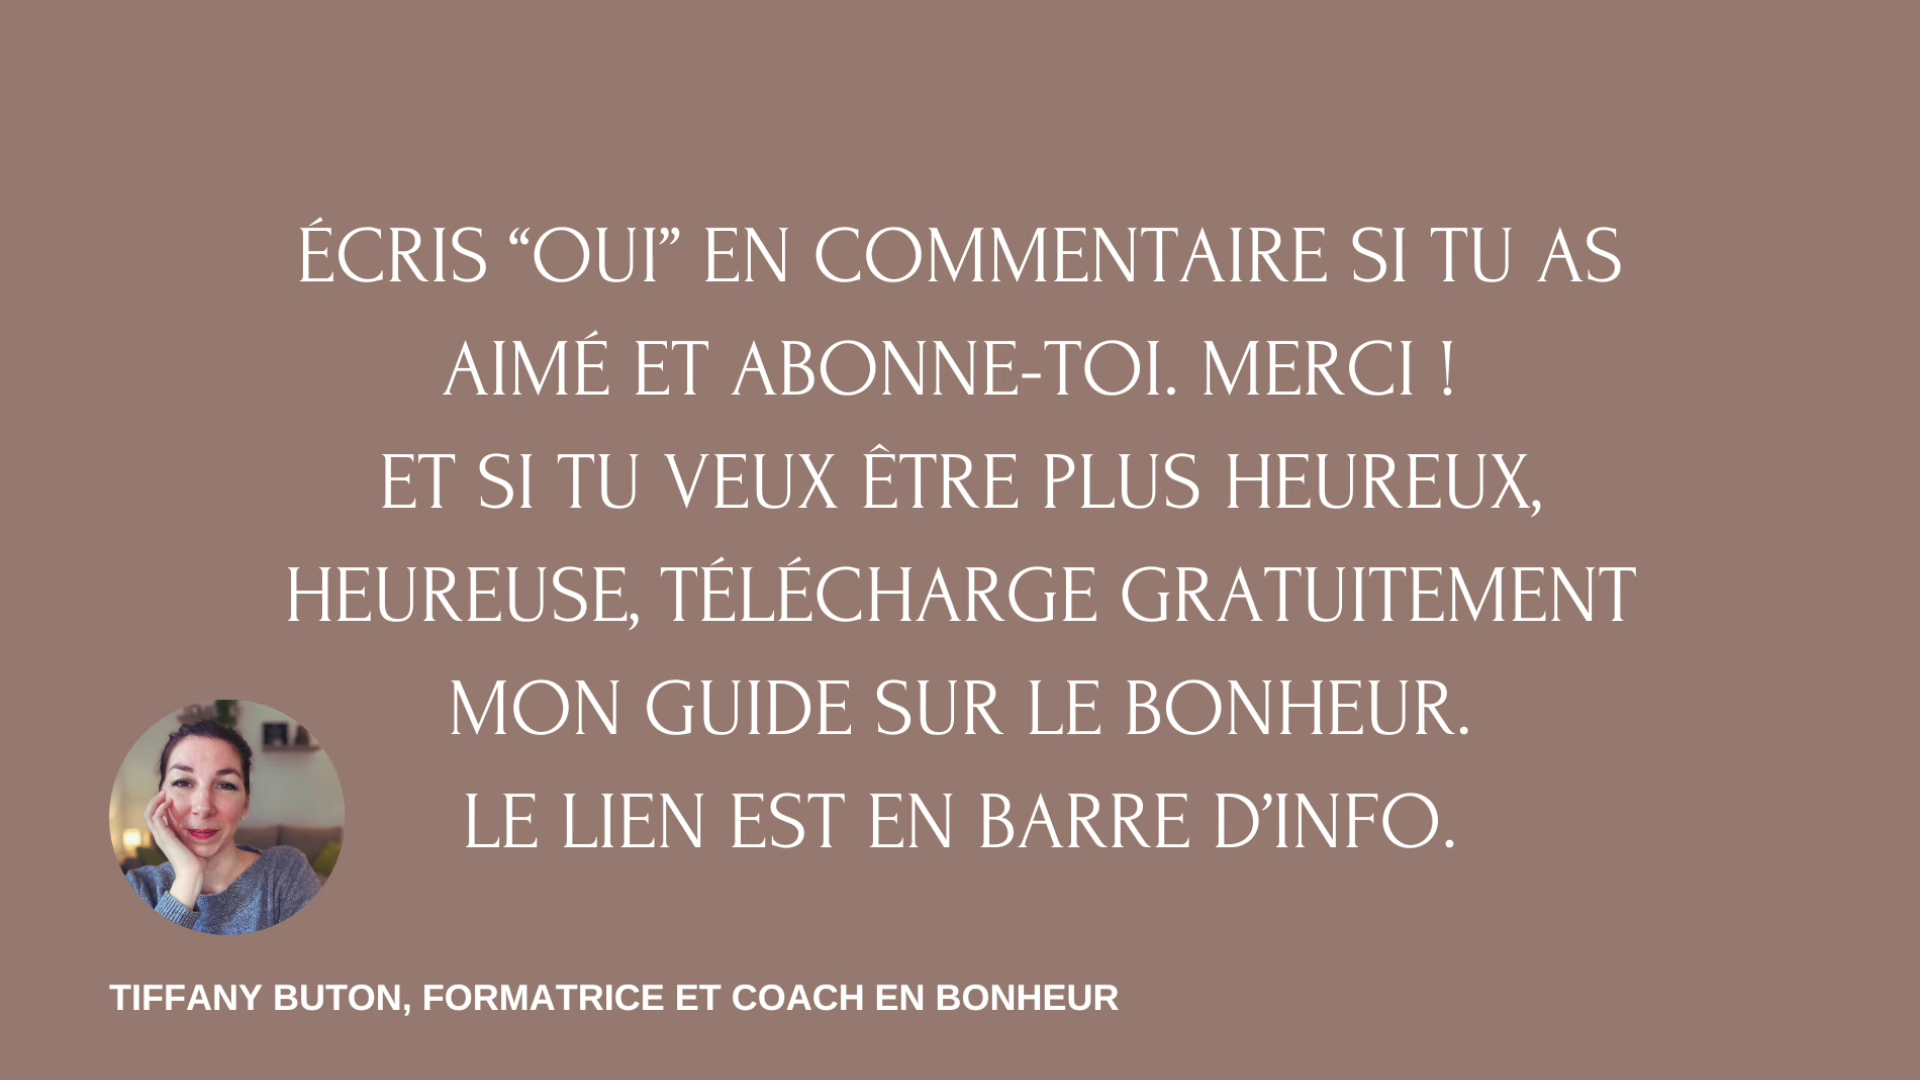 ÉCRIS “OUI” EN COMMENTAIRE SI TU AS
AIMÉ ET ABONNE-TOI. MERCI !
ET SI TU VEUX ÊTRE PLUS HEUREUX,
HEUREUSE, TÉLÉCHARGE GRATUITEMENT
MON GUIDE SUR LE BONHEUR.
LE LIEN EST EN BARRE D’INFO.
TIFFANY BUTON, FORMATRICE ET COACH EN BONHEUR